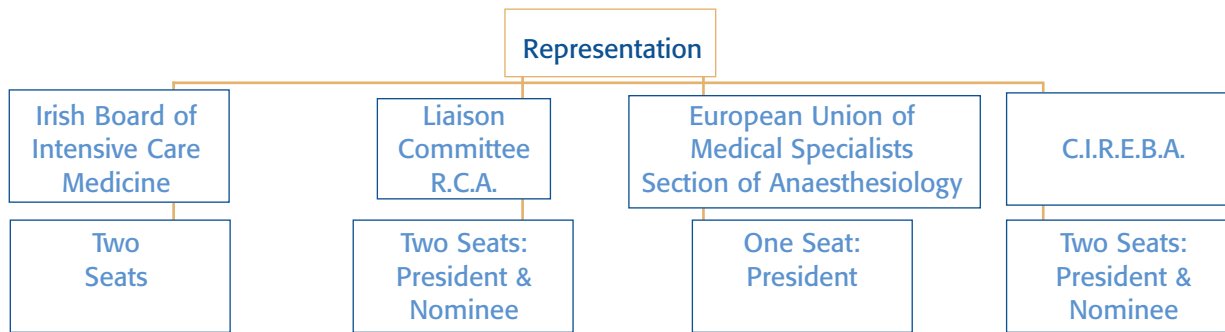 Representation
Irish Board of
Intensive Care
Medicine
Liaison
Committee
R.C.A.
European Union of
Medical Specialists
Section of Anaesthesiology
C.I.R.E.B.A.
Two
Seats
Two Seats:
President &
Nominee
One Seat:
President
Two Seats:
President &
Nominee